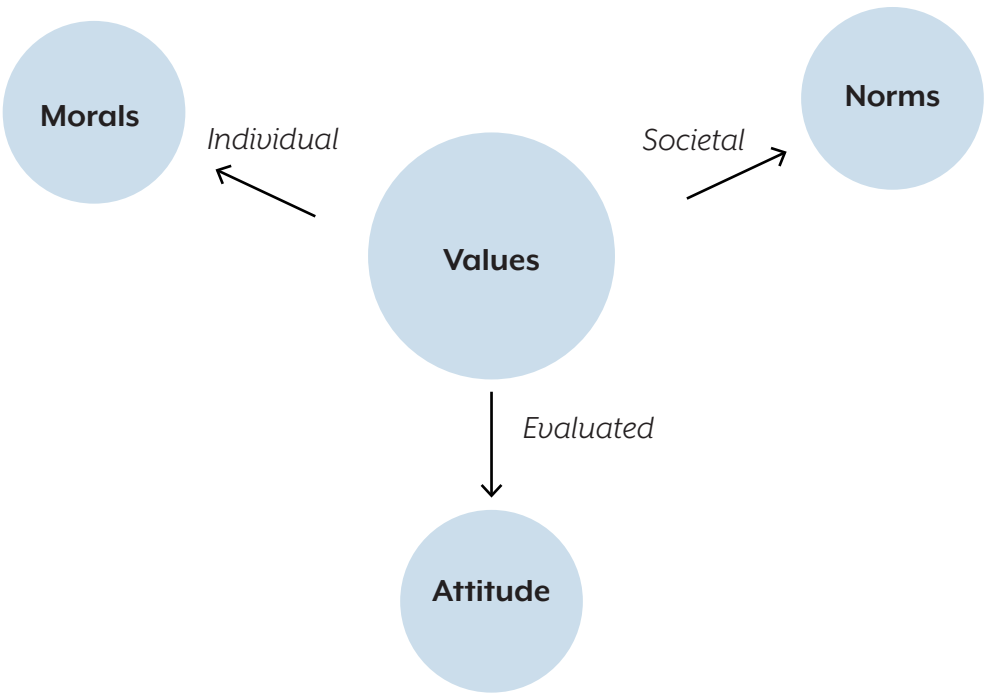 Morals
Individual
Societal
Norms
Values
Evaluated
Attitude